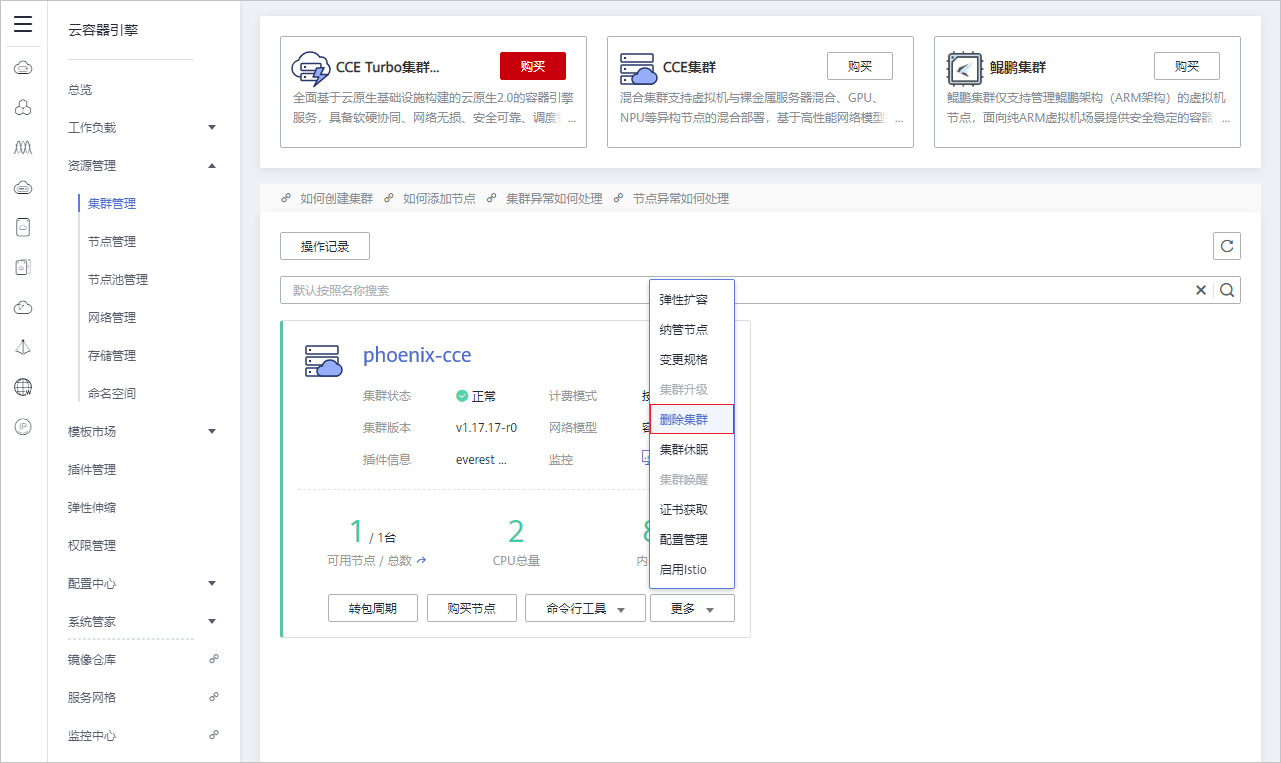 云容器引擎
总览
工作负载
资源管理
集群管理
节点管理
节点池管理
网络管理
存储管理
命名空间
模板市场
插件管理
弹性伸缩
权限管理
配置中心
系统管家
镜像仓库
服务网格
监控中心
CCE Turbo集群...
购买
全面基于云原生基础设施构建的云原生2.0的容器引擎
服务，具备软硬协同、网络无损、安全可靠、调度 ...
CCE集群
购买
混合集群支持虚拟机与裸金属服务器混合、GPU、
NPU等异构节点的混合部署，基于高性能网络模型 ...
鲲鹏集群
购买
鲲鹏集群仅支持管理鲲鹏架构（ARM架构）的虚拟机
节点，面向纯ARM虚拟机场景提供安全稳定的容器 ...
如何创建集群 如何添加节点 集群异常如何处理 节点异常如何处理
操作记录
默认按照名称搜索
phoenix-cce
集群状态 正常 计费模式
集群版本 v1.17.17-r0 网络模型
插件信息 everest ... 监控
1 / 1台
可用节点 / 总数
2
CPU总量
内
转包周期 购买节点 命令行工具 更多
弹性扩容
纳管节点
变更规格
集群升级
删除集群
集群休眠
集群唤醒
证书获取
配置管理
启用Istio
IP